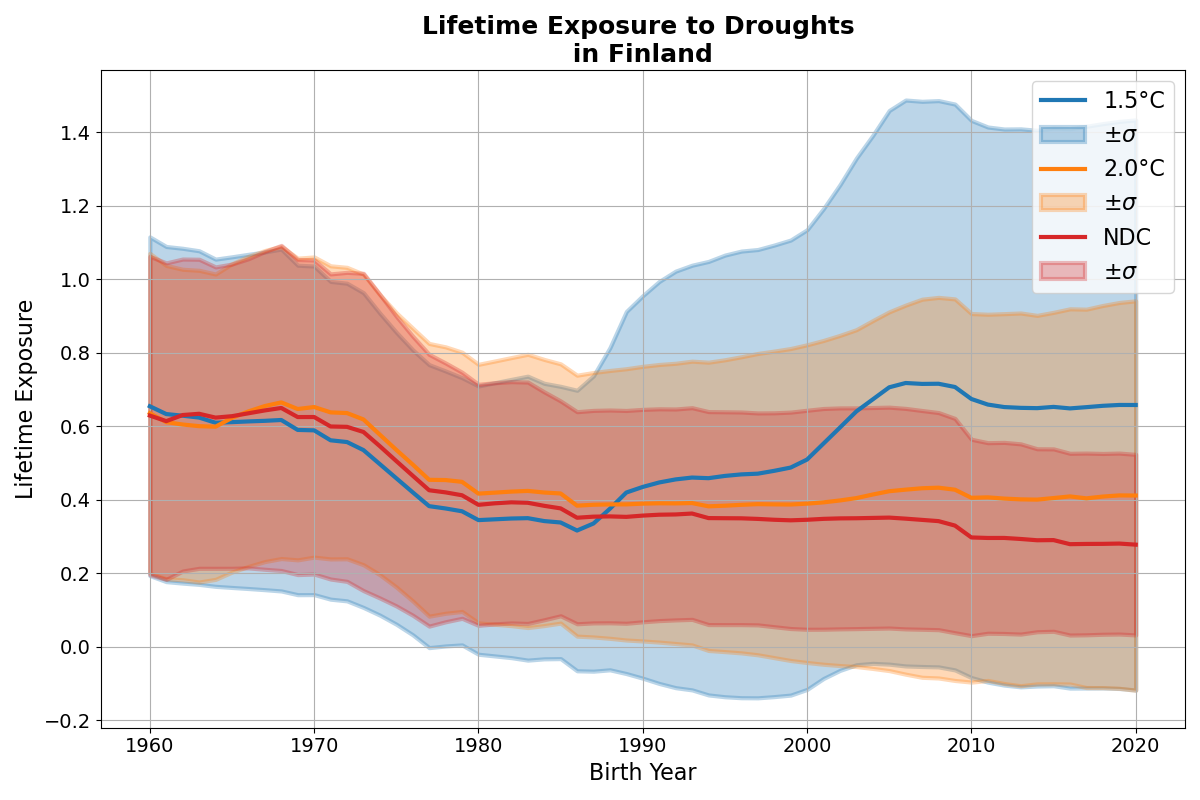 Lifetime Exposure to Droughts
in Finland
Lifetime Exposure
1.4
1.2
1.0
0.8
0.6
0.4
0.2
0.0
−0.2
1960
1970
1980
1990
2000
2010
2020
Birth Year
1.5°C
±σ
2.0°C
±σ
NDC
±σ